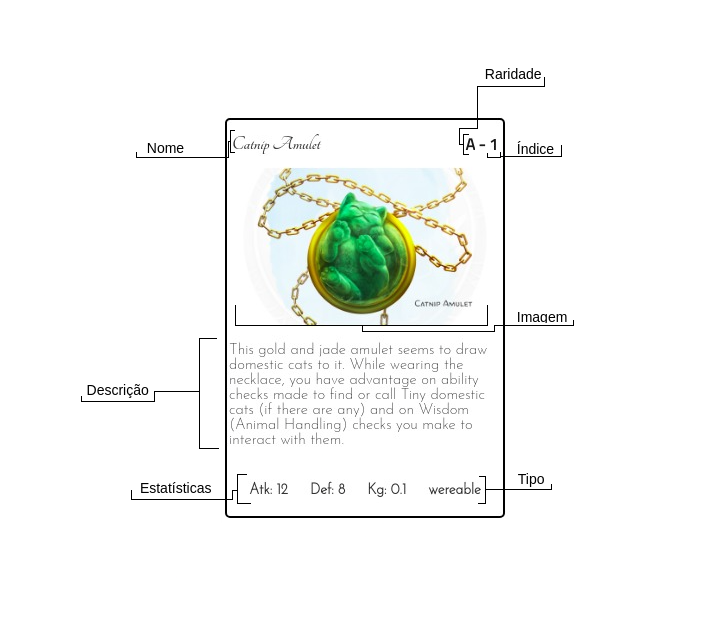 Raridade
Nome
Catnip Amulet
A - 1
Índice
Catnip Amulet
Imagem
This gold and jade amulet seems to draw
domestic cats to it. While wearing the
necklace, you have advantage on ability
checks made to find or call Tiny domestic
cats (if there are any) and on Wisdom
(Animal Handling) checks you make to
interact with them.
Descrição
Estatísticas
Atk: 12 Def: 8 Kg: 0.1 wereable
Tipo